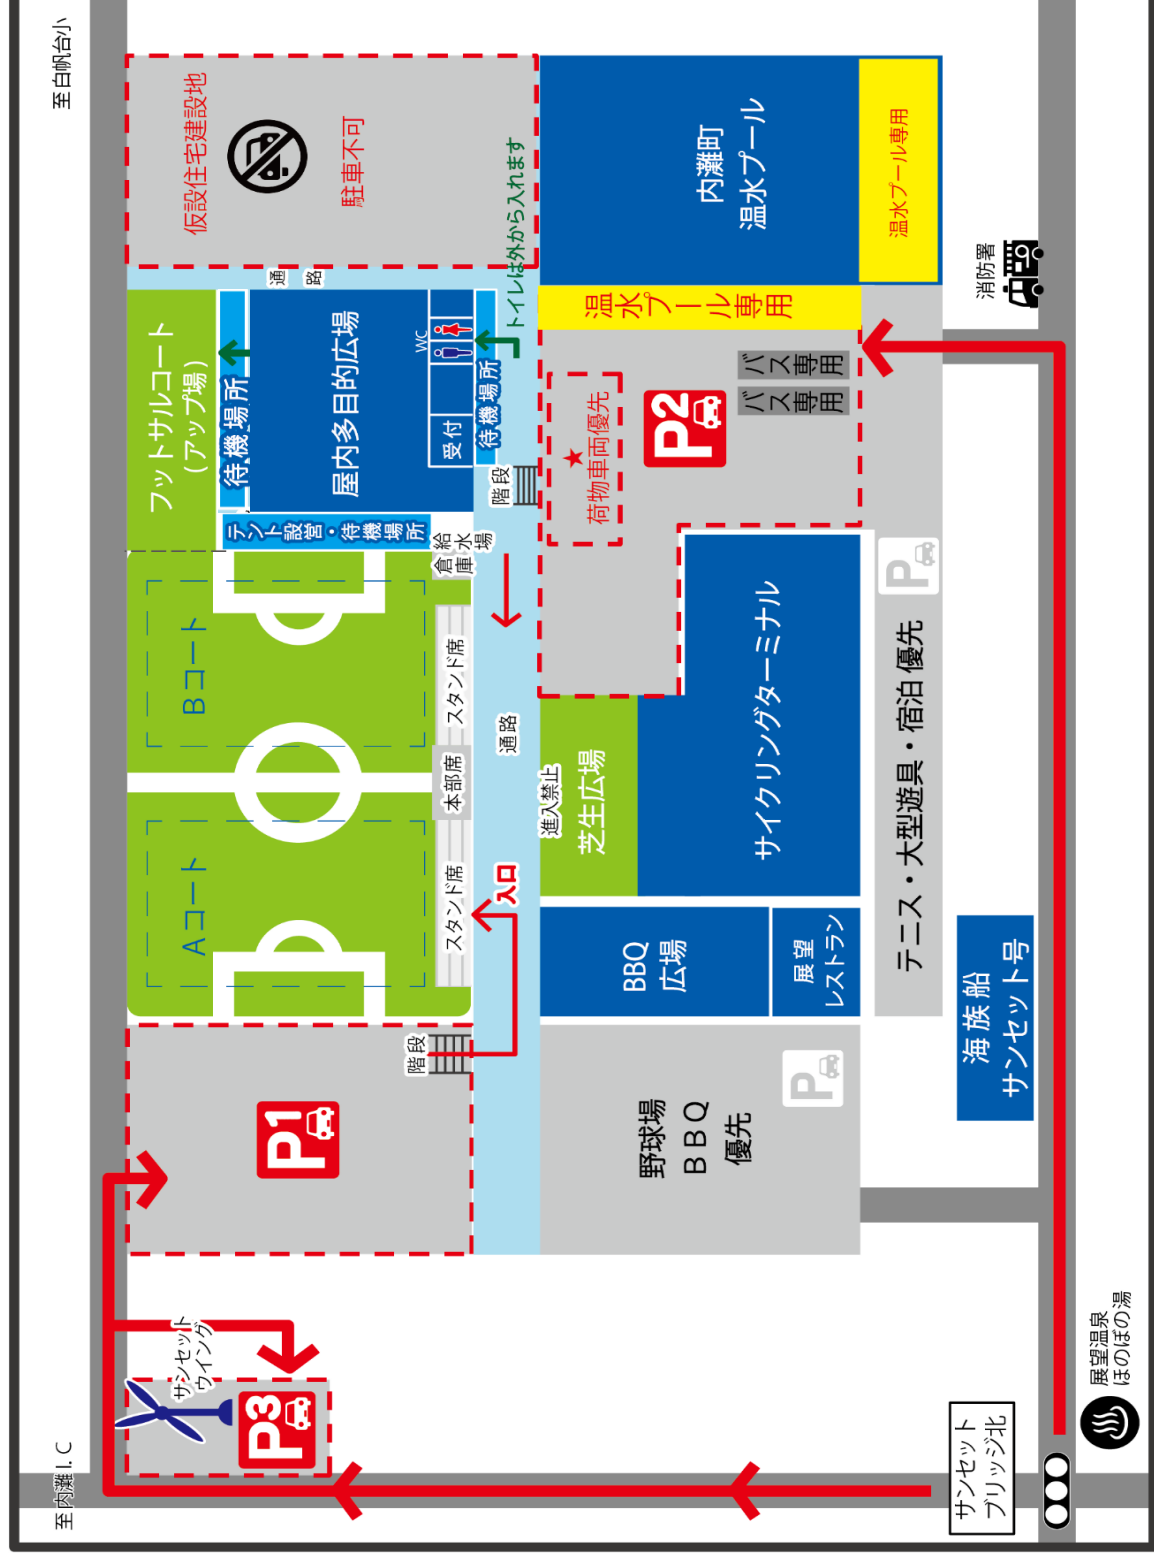 至 内灘 I. C
至 白帆台小
サンセット
ウイング
P3
P1
階段
Aコート
Bコート
フットサルコート
(アップ場)
待機場所
屋内多目的広場
テント設営・待機場所
給水場
倉庫
受付
WC
待機場所
通路
仮設住宅建設地
駐車不可
トイレは外から入れます
スタンド席
本部席
スタンド席
入口
通路
階段
進入禁止
芝生広場
荷物車両優先
P2
バス専用
バス専用
温水プール専用
内灘町
温水プール
温水プール専用
サイクリングターミナル
BBQ
広場
展望
レストラン
野球場
BBQ
優先
P
P
テニス・大型遊具・宿泊 優先
海族船
サンセット号
消防署
サンセット
ブリッジ北
展望温泉
ほのぼの湯